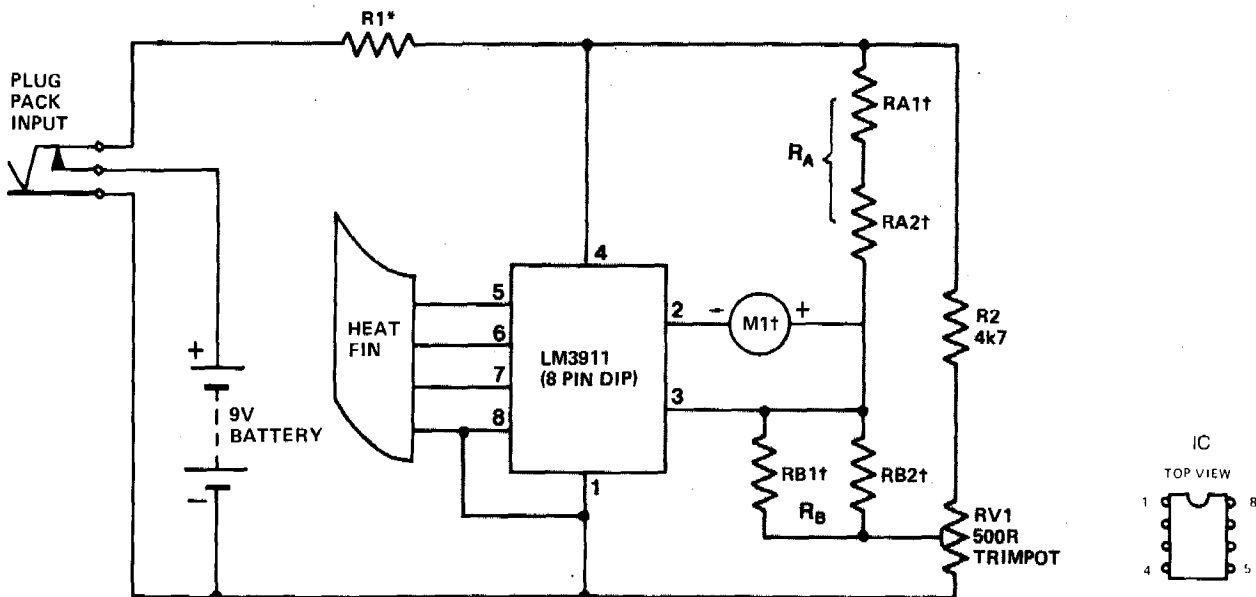 R1*
PLUG
PACK
INPUT
RA1†
RA
RA2†
4
5
6
7
8
2
3
1
HEAT
FIN
LM3911
(8 PIN DIP)
-
M1†
+
R2
4k7
+
9V
BATTERY
-
RB1†
RB2†
RB
RV1
500R
TRIMPOT
IC
TOP VIEW
1
8
4
5